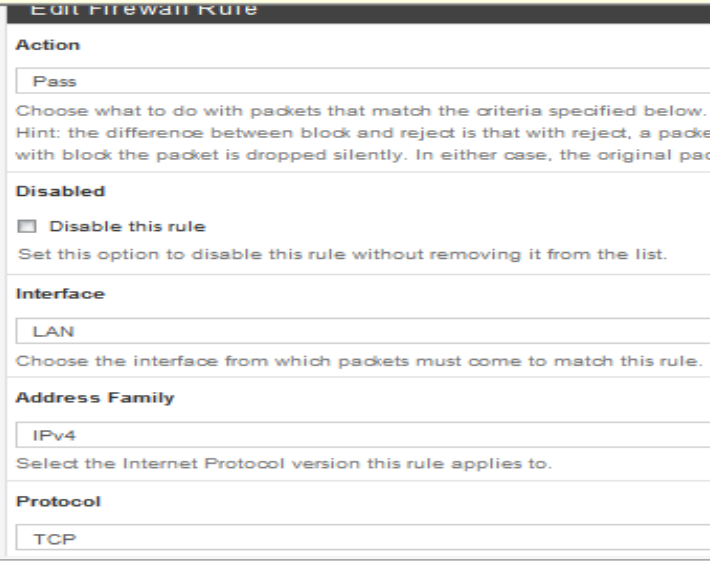 Edit Firewall Rule
Action
Pass
Choose what to do with packets that match the criteria specified below.
Hint: the difference between block and reject is that with reject, a packe
with block the packet is dropped silently. In either case, the original pac
Disabled
Disable this rule
Set this option to disable this rule without removing it from the list.
Interface
LAN
Choose the interface from which packets must come to match this rule.
Address Family
IPv4
Select the Internet Protocol version this rule applies to.
Protocol
TCP